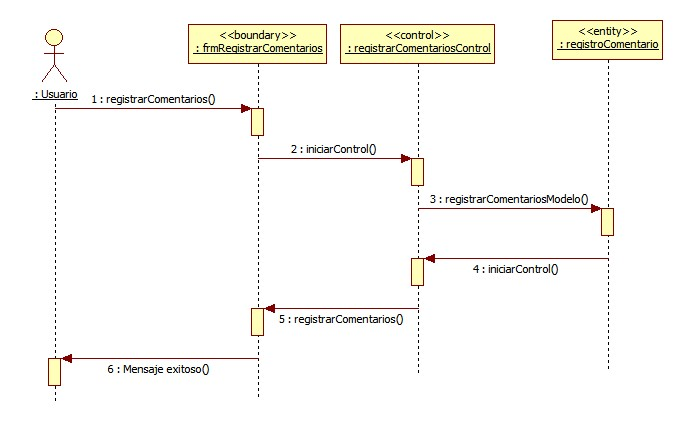 <<boundary>>
: frmRegistrarComentarios
<<control>>
: registrarComentariosControl
<<entity>>
: registroComentario
: Usuario
1 : registrarComentarios()
2 : iniciarControl()
3 : registrarComentariosModelo()
4 : iniciarControl()
5 : registrarComentarios()
6 : Mensaje exitoso()